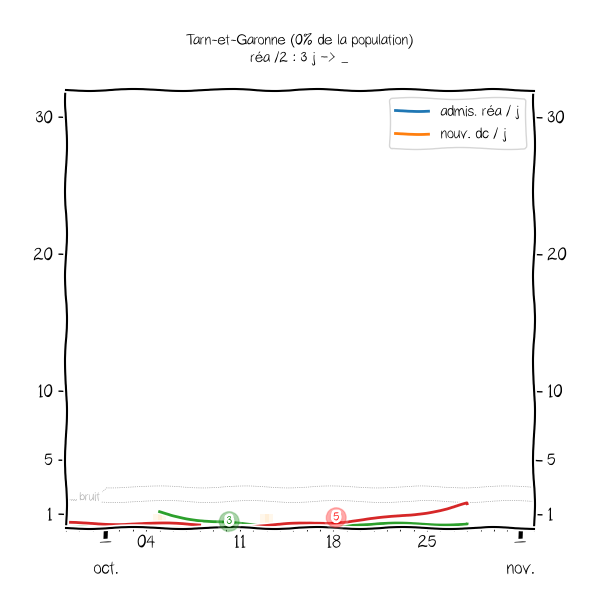 Tarn-et-Garonne (0% de la population)
réa /2 : 3 j -> _
admis. réa / j
nouv. dc / j
30
30
20
20
10
10
5
5
bruit
1
1
3
5
04
11
18
25
oct.
nov.